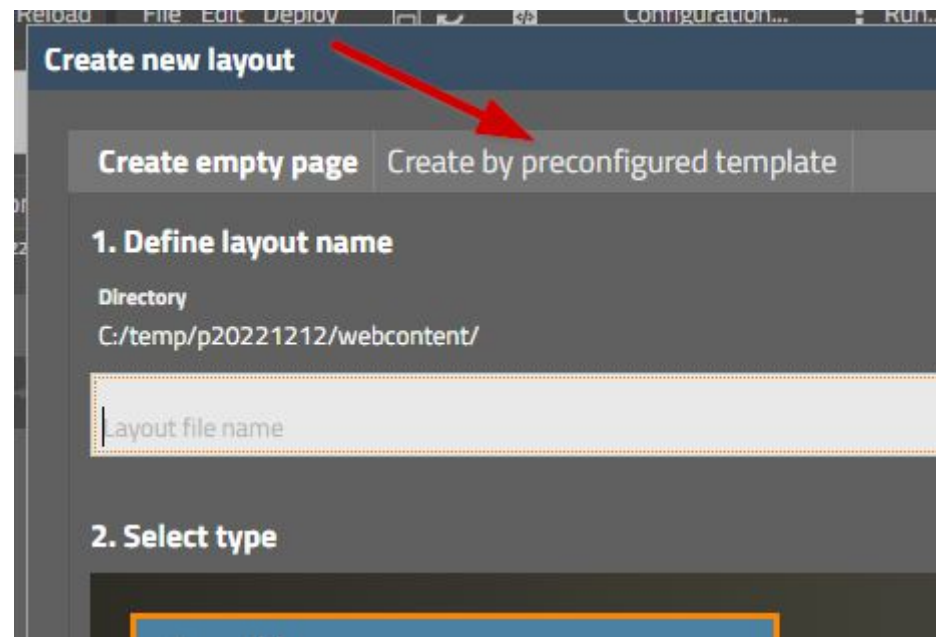 Reload File Edit Deploy </> Configuration... Run...
Create new layout
Create empty page Create by preconfigured template
1. Define layout name
Directory
C:/temp/p20221212/webcontent/
Layout file name
2. Select type